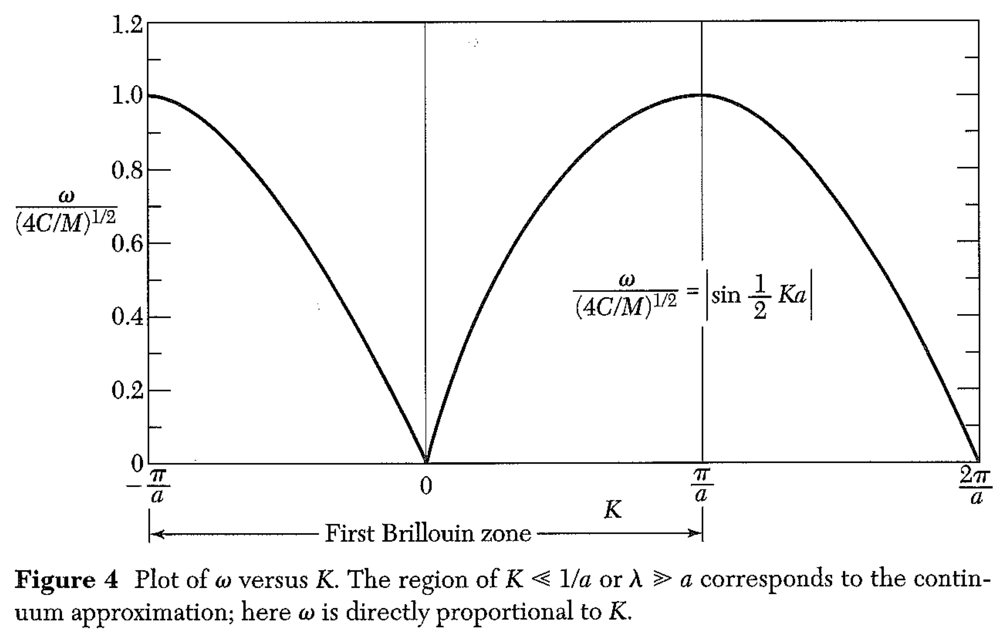 1.2
1.0
0.8
ω
(4C/M)^{1/2}
0.6
ω/(4C/M)^{1/2} = |sin 1/2 Ka|
0.4
0.2
0
-π/a
0
π/a
2π/a
K
First Brillouin zone
Figure 4 Plot of ω versus K. The region of K ≪ 1/a or λ ≫ a corresponds to the contin-
uum approximation; here ω is directly proportional to K.